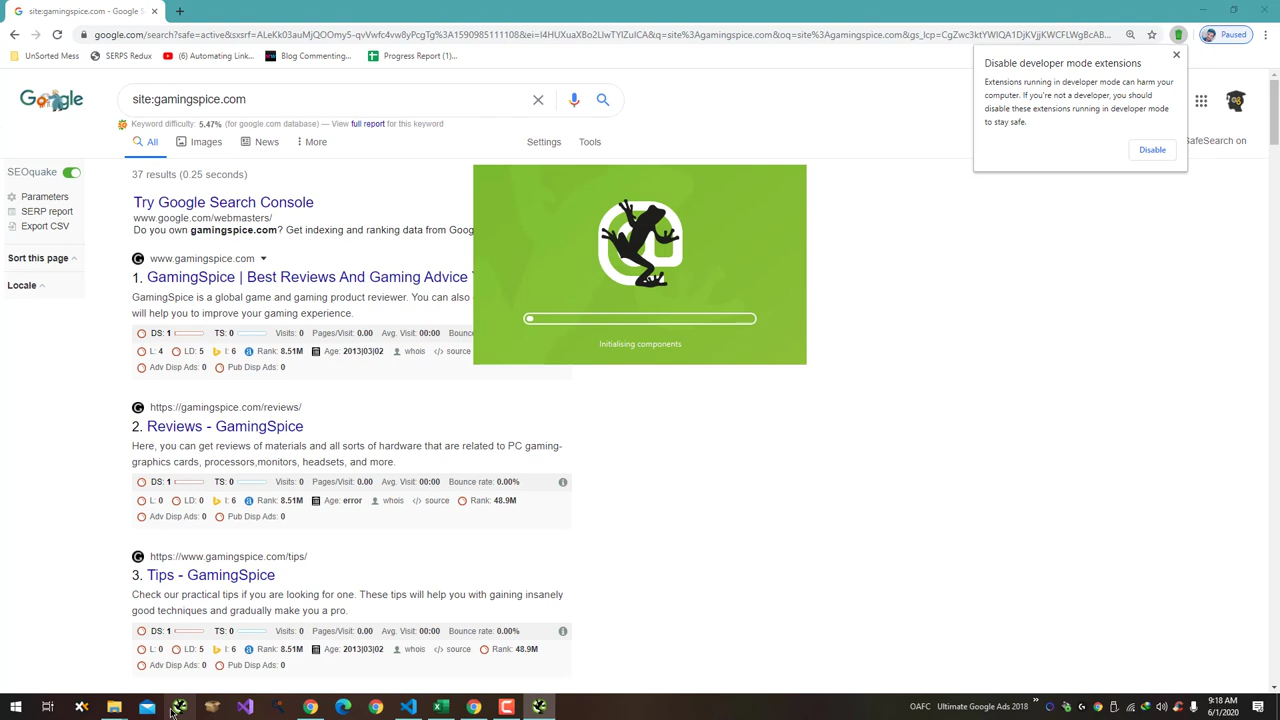 site:gamingspice.com - Google S
google.com/search?safe=active&sxsrf=ALeKk03auMjQOOmy5-qvVwfc4vw8yPcgTg%3A1590985111108&ei=
UnSorted Mess
SERPS Redux
(5) Automating Link...
Blog Commenting...
Progress Report (1)...
Paused
Disable developer mode extensions
Extensions running in developer mode can harm your
computer. If you're not a developer, you should
disable these extensions running in developer mode
to stay safe.
Disable
site:gamingspice.com
Keyword difficulty: 5.47% (for google.com database) — View full report for this keyword
All
Images
News
More
Settings
Tools
SafeSearch on
SEOquake
Parameters
SERP report
Export CSV
Sort this page
Locale
37 results (0.25 seconds)
Try Google Search Console
www.google.com/webmasters/
Do you own gamingspice.com? Get indexing and ranking data from Goog
www.gamingspice.com
1. GamingSpice | Best Reviews And Gaming Advice
GamingSpice is a global game and gaming product reviewer. You can also
will help you to improve your gaming experience.
DS: 1 TS: 0 Visits: 0 Pages/Visit: 0.00 Avg. Visit: 00:00 Bounce
L: 4 LD: 5 I: 6 Rank: 8.51M Age: 2013|03|02 whois source
Adv Disp Ads: 0 Pub Disp Ads: 0
Initialising components
https://gamingspice.com/reviews/
2. Reviews - GamingSpice
Here, you can get reviews of materials and all sorts of hardware that are related to PC gaming-
graphics cards, processors,monitors, headsets, and more.
DS: 1 TS: 0 Visits: 0 Pages/Visit: 0.00 Avg. Visit: 00:00 Bounce rate: 0.00%
L: 0 LD: 0 I: 6 Rank: 8.51M Age: error whois source Rank: 48.9M
Adv Disp Ads: 0 Pub Disp Ads: 0
https://www.gamingspice.com/tips/
3. Tips - GamingSpice
Check our practical tips if you are looking for one. These tips will help you with gaining insanely
good techniques and gradually make you a pro.
DS: 1 TS: 0 Visits: 0 Pages/Visit: 0.00 Avg. Visit: 00:00 Bounce rate: 0.00%
L: 0 LD: 5 I: 6 Rank: 8.51M Age: 2013|03|02 whois source Rank: 48.9M
Adv Disp Ads: 0 Pub Disp Ads: 0
OAFC Ultimate Google Ads 2018
9:18 AM
6/1/2020